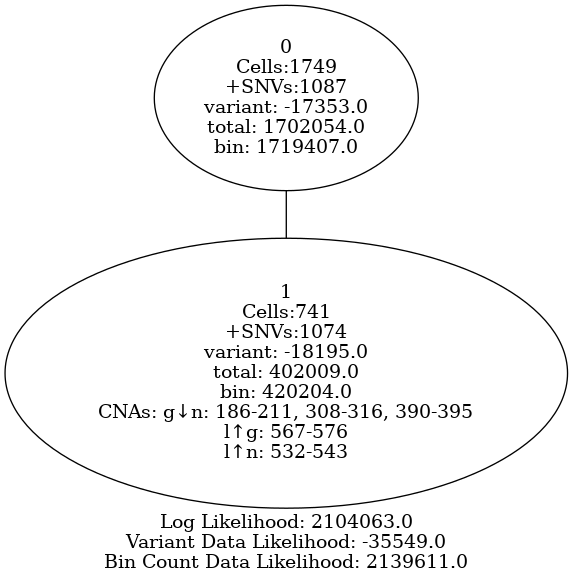 0
Cells:1749
+SNVs:1087
variant: -17353.0
total: 1702054.0
bin: 1719407.0
1
Cells:741
+SNVs:1074
variant: -18195.0
total: 402009.0
bin: 420204.0
CNAs: g↓n: 186-211, 308-316, 390-395
l↑g: 567-576
l↑n: 532-543
Log Likelihood: 2104063.0
Variant Data Likelihood: -35549.0
Bin Count Data Likelihood: 2139611.0